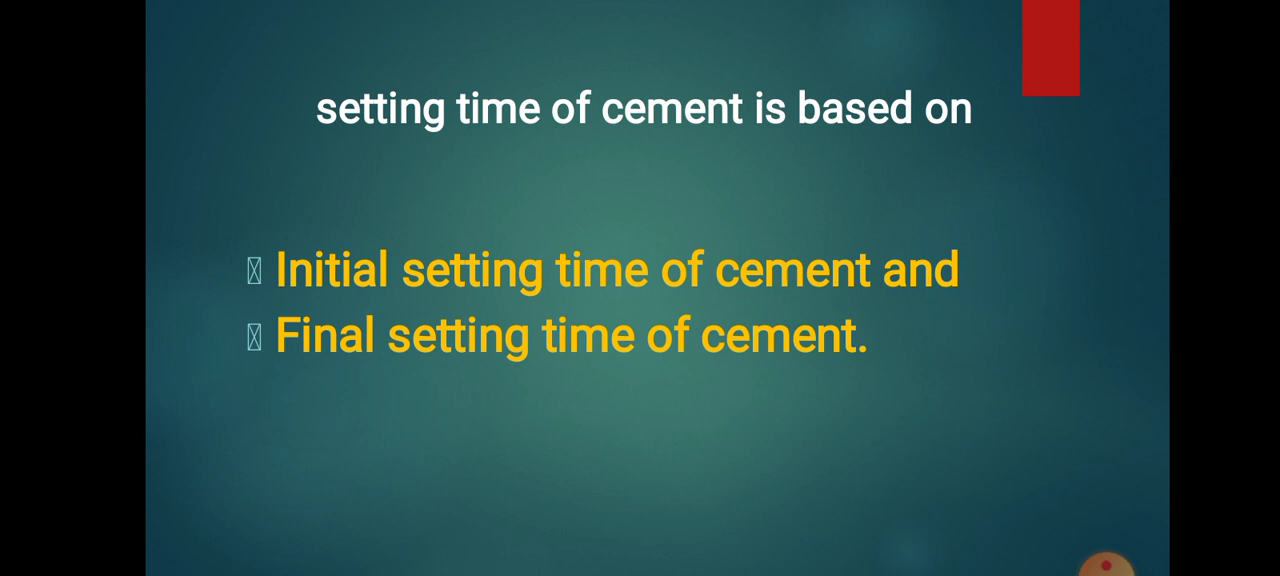 setting time of cement is based on
Initial setting time of cement and
Final setting time of cement.